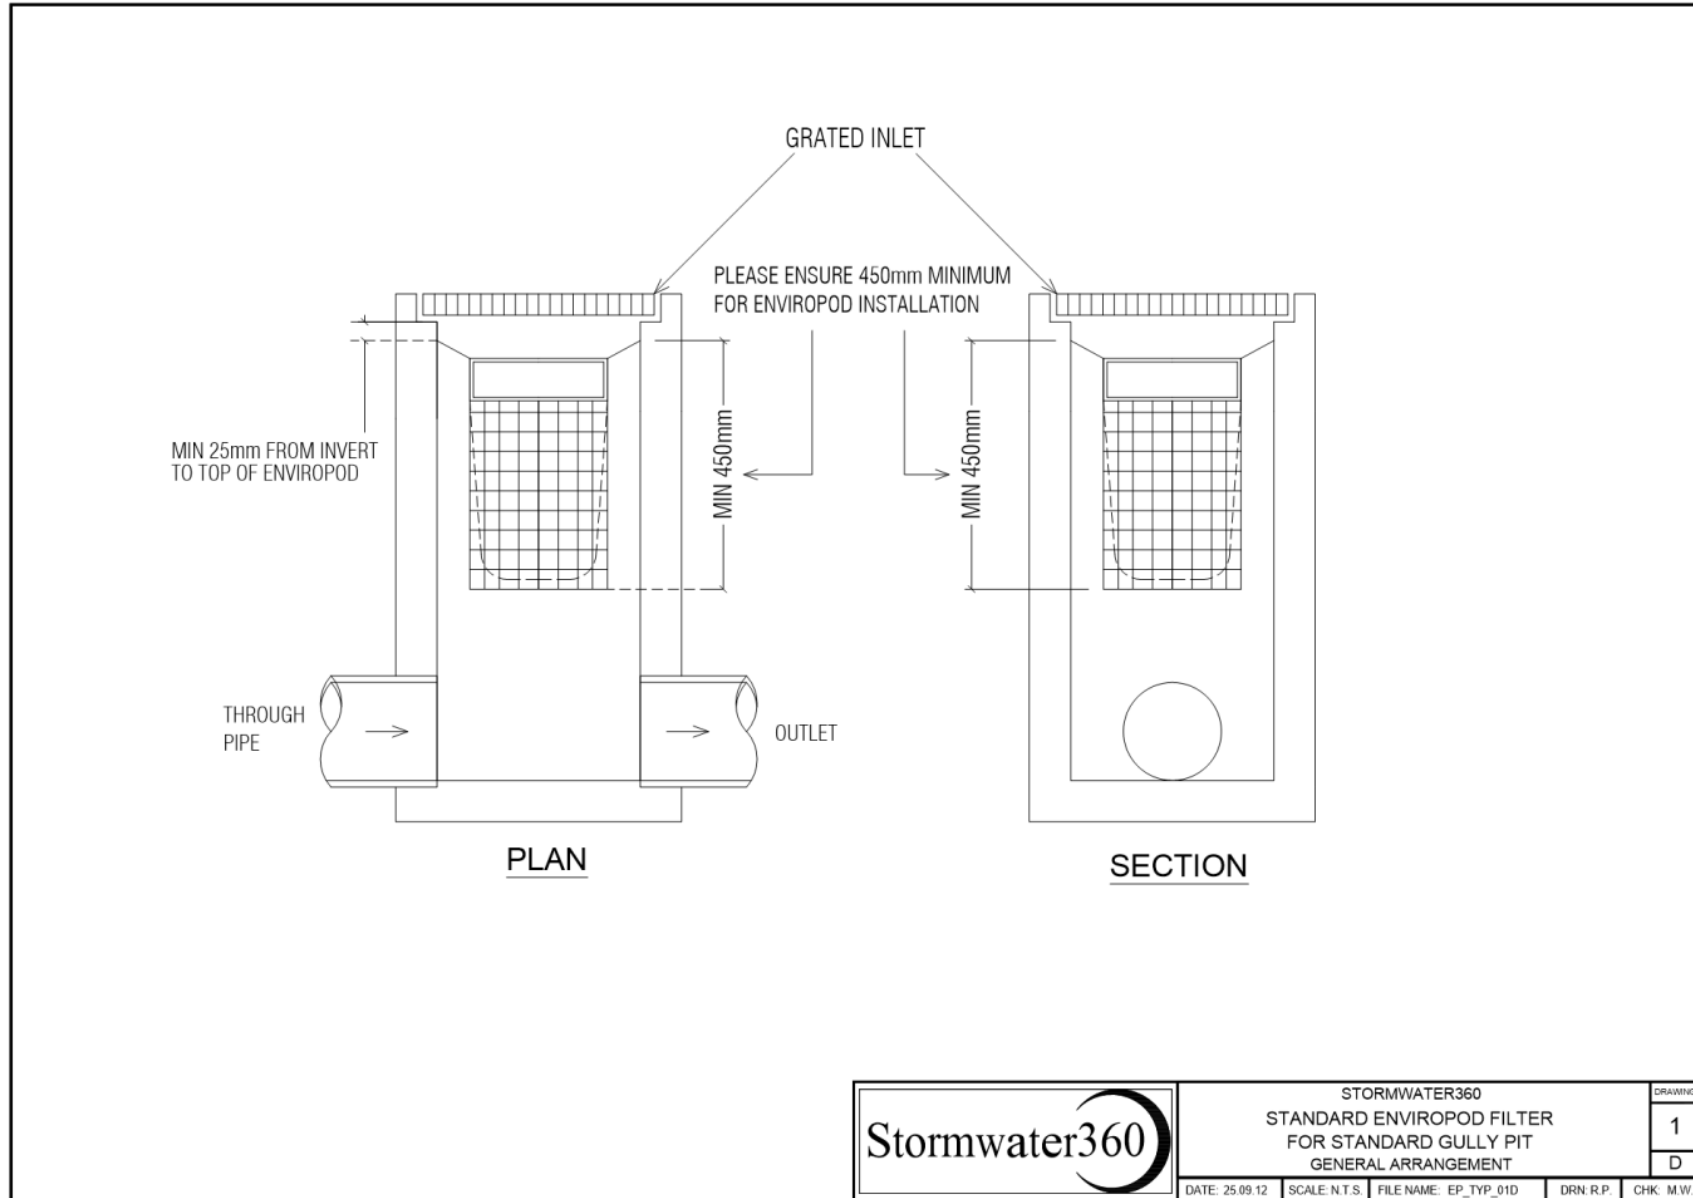 GRATED INLET
PLEASE ENSURE 450mm MINIMUM
FOR ENVIROPOD INSTALLATION
MIN 25mm FROM INVERT
TO TOP OF ENVIROPOD
MIN 450mm
MIN 450mm
THROUGH
PIPE
OUTLET
PLAN
SECTION
Stormwater360
STORMWATER360
STANDARD ENVIROPOD FILTER
FOR STANDARD GULLY PIT
GENERAL ARRANGEMENT
DRAWING
1
D
DATE: 25.09.12
SCALE: N.T.S.
FILE NAME: EP_TYP_01D
DRN: R.P.
CHK: M.W.